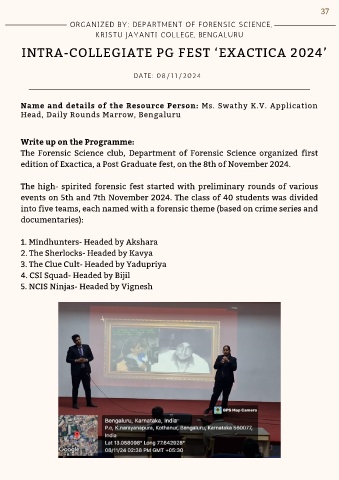 37
ORGANIZED BY: DEPARTMENT OF FORENSIC SCIENCE,
KRISTU JAYANTI COLLEGE, BENGALURU
INTRA-COLLEGIATE PG FEST ‘EXACTICA 2024’
DATE: 08/11/2024
Name and details of the Resource Person: Ms. Swathy K.V. Application
Head, Daily Rounds Marrow, Bengaluru
Write up on the Programme:
The Forensic Science club, Department of Forensic Science organized first
edition of Exactica, a Post Graduate fest, on the 8th of November 2024.
The high- spirited forensic fest started with preliminary rounds of various
events on 5th and 7th November 2024. The class of 40 students was divided
into five teams, each named with a forensic theme (based on crime series and
documentaries):
1. Mindhunters- Headed by Akshara
2. The Sherlocks- Headed by Kavya
3. The Clue Cult- Headed by Yadupriya
4. CSI Squad- Headed by Bijil
5. NCIS Ninjas- Headed by Vignesh
GPS Map Camera
Bengaluru, Karnataka, India
P.o, K.narayanapura, Kothanur, Bengaluru, Karnataka 560077,
India
Lat 13.058098° Long 77.642928°
08/11/24 02:38 PM GMT +05:30
Google